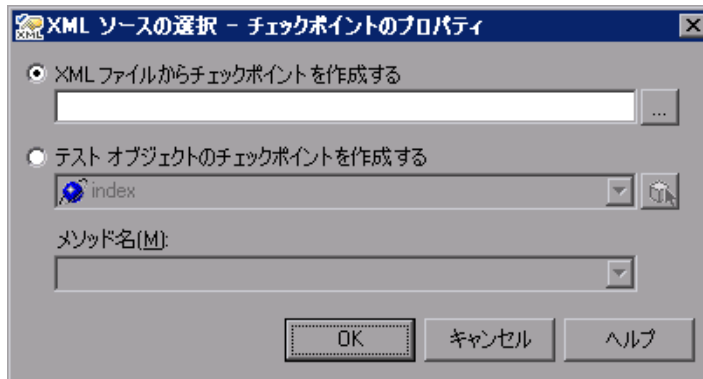 XML ソースの選択 - チェックポイントのプロパティ
XML ファイルからチェックポイントを作成する
...
テスト オブジェクトのチェックポイントを作成する
index
メソッド名(M):
OK キャンセル ヘルプ